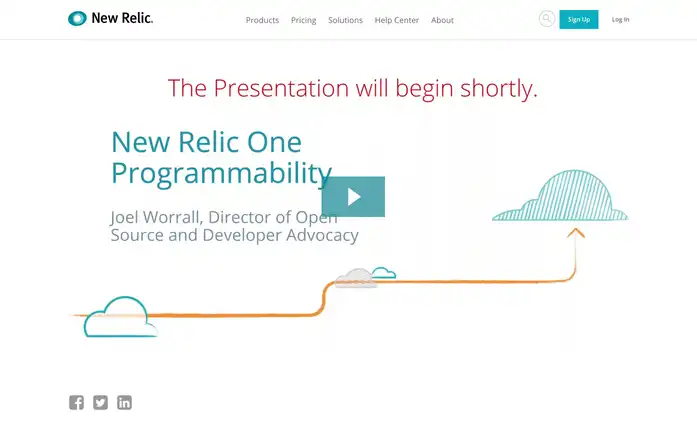 New Relic.
Products Pricing Solutions Help Center About Sign Up Log In
The Presentation will begin shortly.
New Relic One
Programmability
Joel Worrall, Director of Open
Source and Developer Advocacy